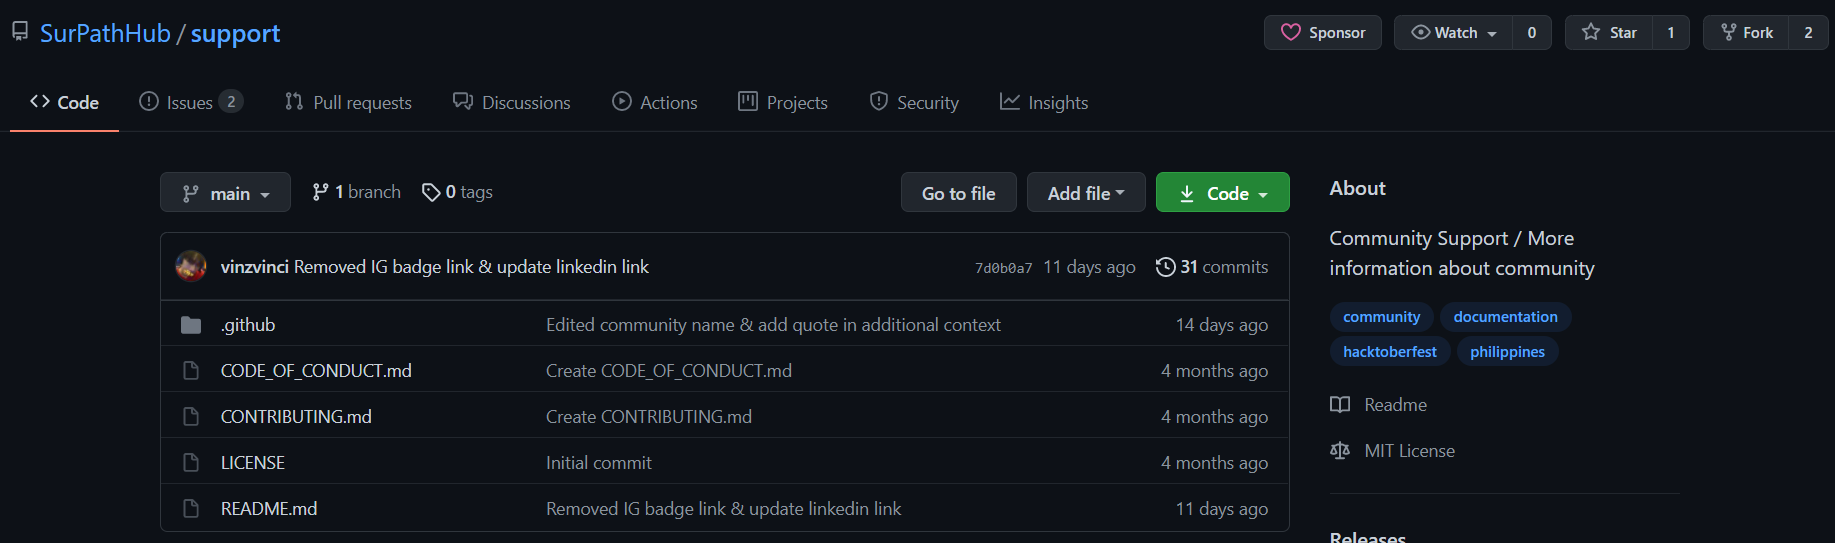 SurPathHub / support Sponsor Watch 0 Star 1 Fork 2
Code Issues 2 Pull requests Discussions Actions Projects Security Insights
main 1 branch 0 tags Go to file Add file Code
vinzvinci Removed IG badge link & update linkedin link 7d0b0a7 11 days ago 31 commits
.github Edited community name & add quote in additional context 14 days ago
CODE_OF_CONDUCT.md Create CODE_OF_CONDUCT.md 4 months ago
CONTRIBUTING.md Create CONTRIBUTING.md 4 months ago
LICENSE Initial commit 4 months ago
README.md Removed IG badge link & update linkedin link 11 days ago
About
Community Support / More
information about community
community documentation
hacktoberfest philippines
Readme
MIT License
Releases